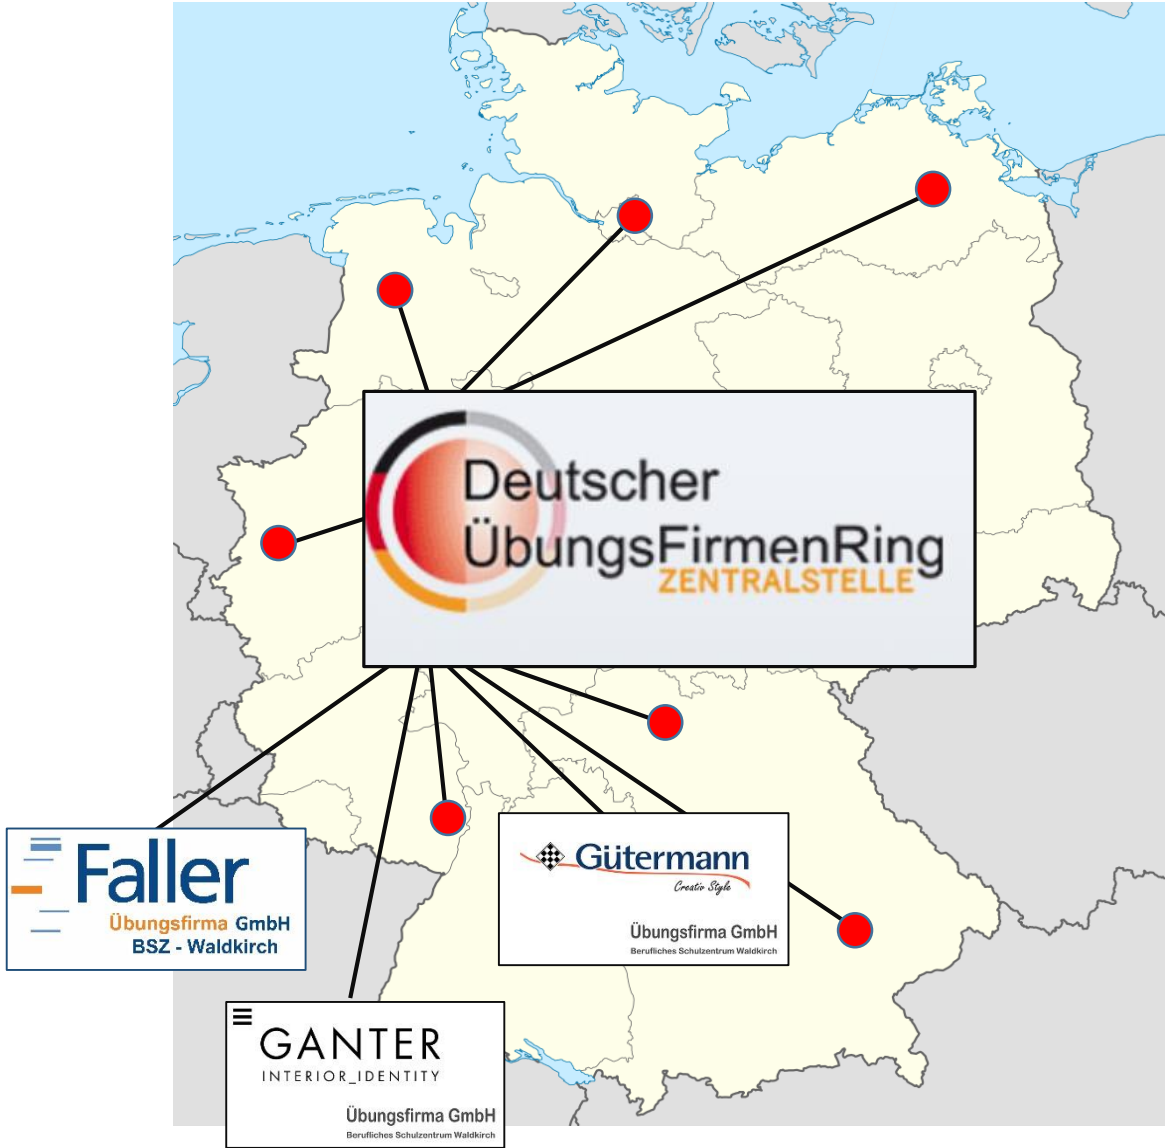 Deutscher
ÜbungsFirmenRing
ZENTRALSTELLE
Faller
Übungsfirma GmbH
BSZ - Waldkirch
Gütermann
Creativ Style
Übungsfirma GmbH
Berufliches Schulzentrum Waldkirch
GANTER
INTERIOR_IDENTITY
Übungsfirma GmbH
Berufliches Schulzentrum Waldkirch